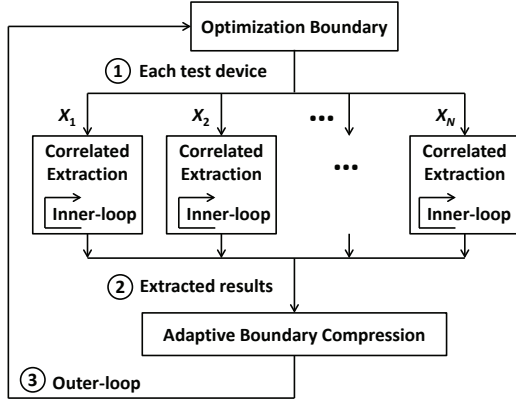 Optimization Boundary
1 Each test device
X1 X2 ... XN
Correlated Extraction
Inner-loop
Correlated Extraction
Inner-loop
...
Correlated Extraction
Inner-loop
2 Extracted results
Adaptive Boundary Compression
3 Outer-loop